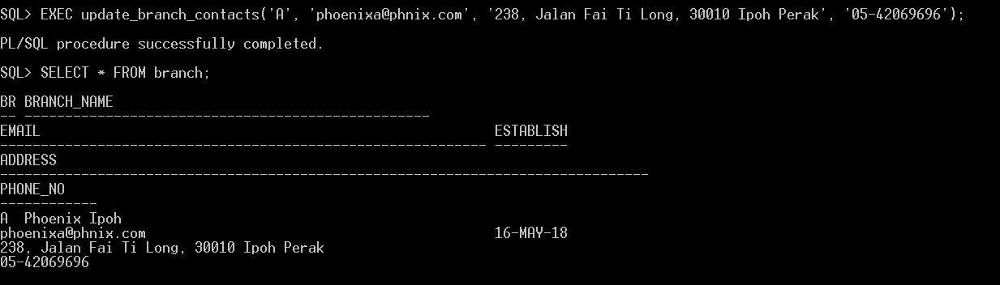 SQL> EXEC update_branch_contacts('A', 'phoenixa@phnix.com', '238, Jalan Fai Ti Long, 30010 Ipoh Perak', '05-42069696');
PL/SQL procedure successfully completed.
SQL> SELECT * FROM branch;
BR BRANCH_NAME
-- --------------------------------------------------
EMAIL                                                        ESTABLISH
------------------------------------------------------------ ---------
ADDRESS
--------------------------------------------------------------------------------
PHONE_NO
------------
A  Phoenix Ipoh
phoenixa@phnix.com                                           16-MAY-18
238, Jalan Fai Ti Long, 30010 Ipoh Perak
05-42069696